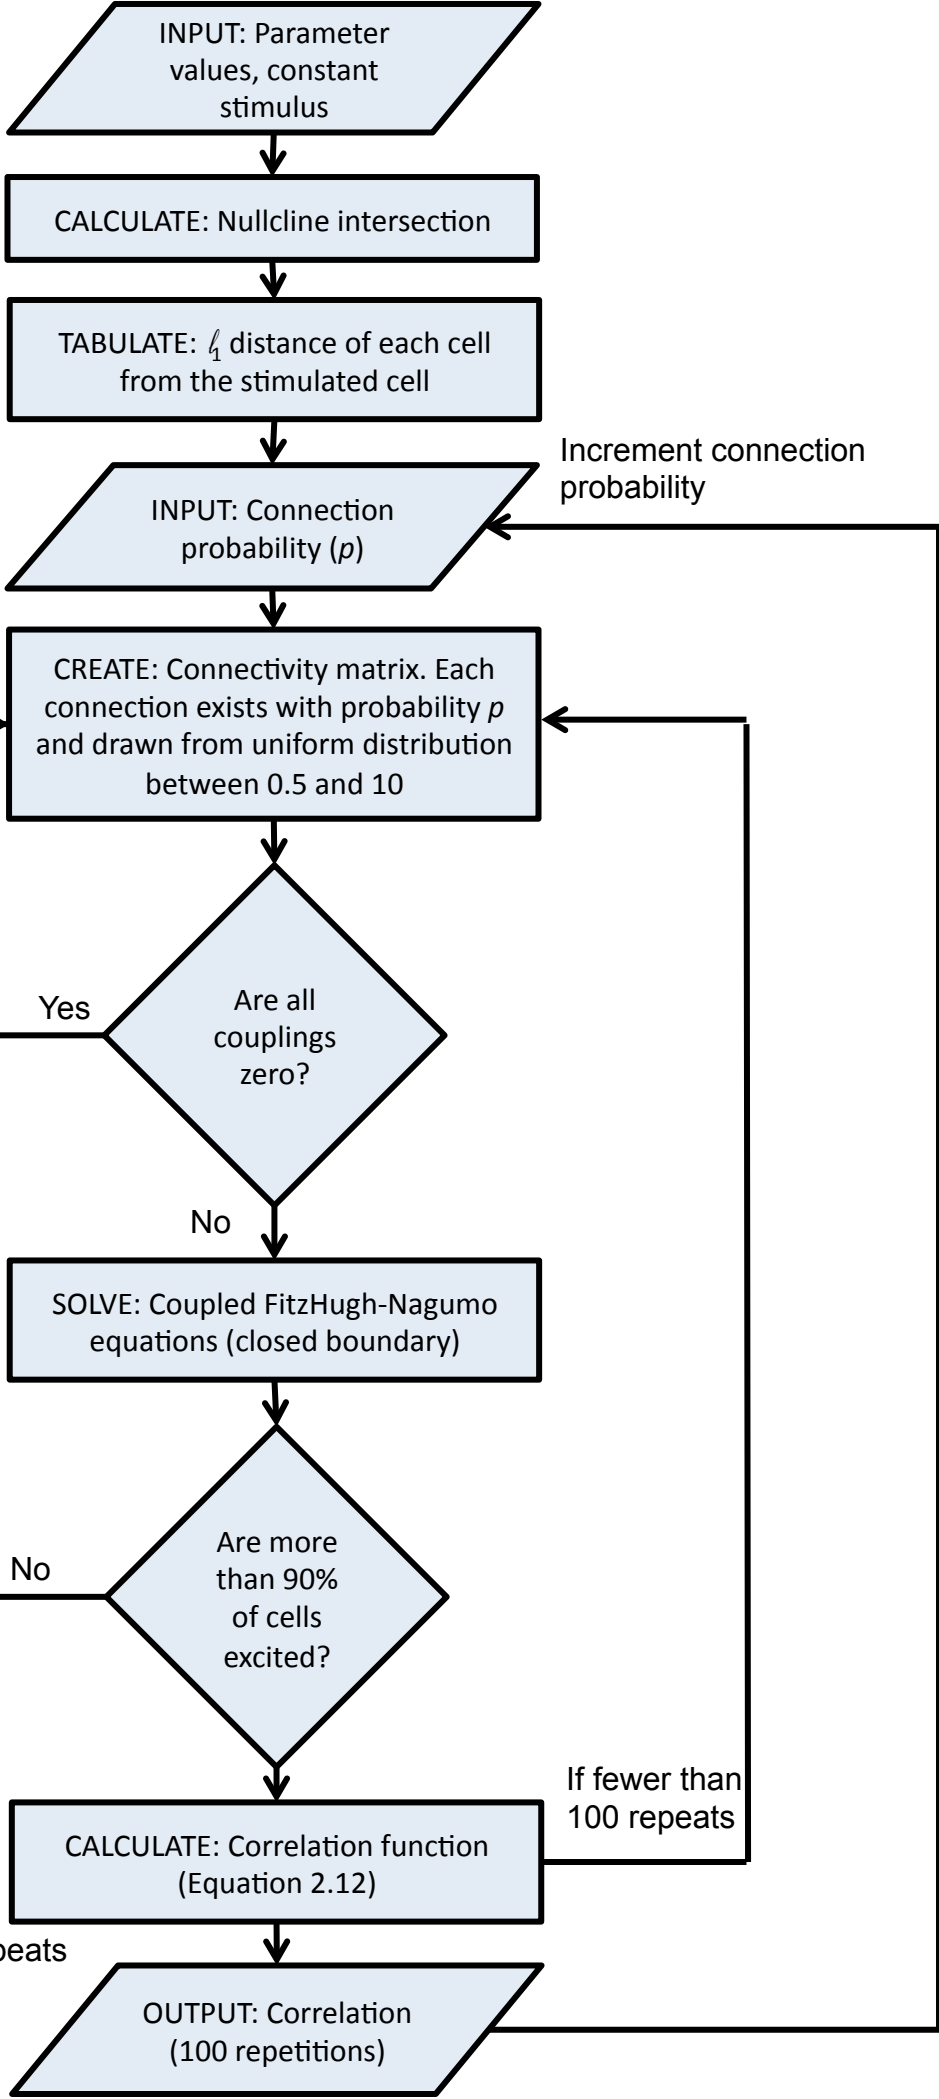 INPUT: Parameter
values, constant
stimulus
CALCULATE: Nullcline intersection
TABULATE: ℓ1 distance of each cell
from the stimulated cell
Increment connection
probability
INPUT: Connection
probability (p)
CREATE: Connectivity matrix. Each
connection exists with probability p
and drawn from uniform distribution
between 0.5 and 10
Yes
Are all
couplings
zero?
No
SOLVE: Coupled FitzHugh-Nagumo
equations (closed boundary)
No
Are more
than 90%
of cells
excited?
If fewer than
100 repeats
CALCULATE: Correlation function
(Equation 2.12)
OUTPUT: Correlation
(100 repetitions)